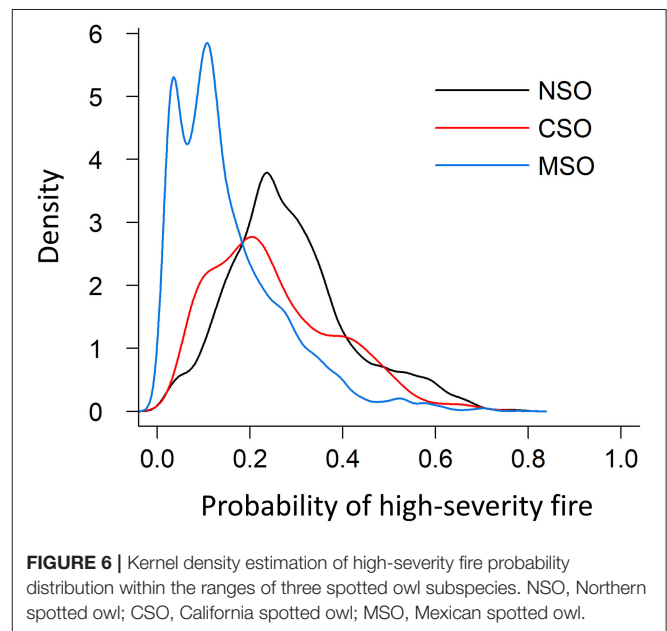 6
5
4
3
2
1
0
Density
NSO
CSO
MSO
0.0 0.2 0.4 0.6 0.8 1.0
Probability of high-severity fire
FIGURE 6 | Kernel density estimation of high-severity fire probability
distribution within the ranges of three spotted owl subspecies. NSO, Northern
spotted owl; CSO, California spotted owl; MSO, Mexican spotted owl.